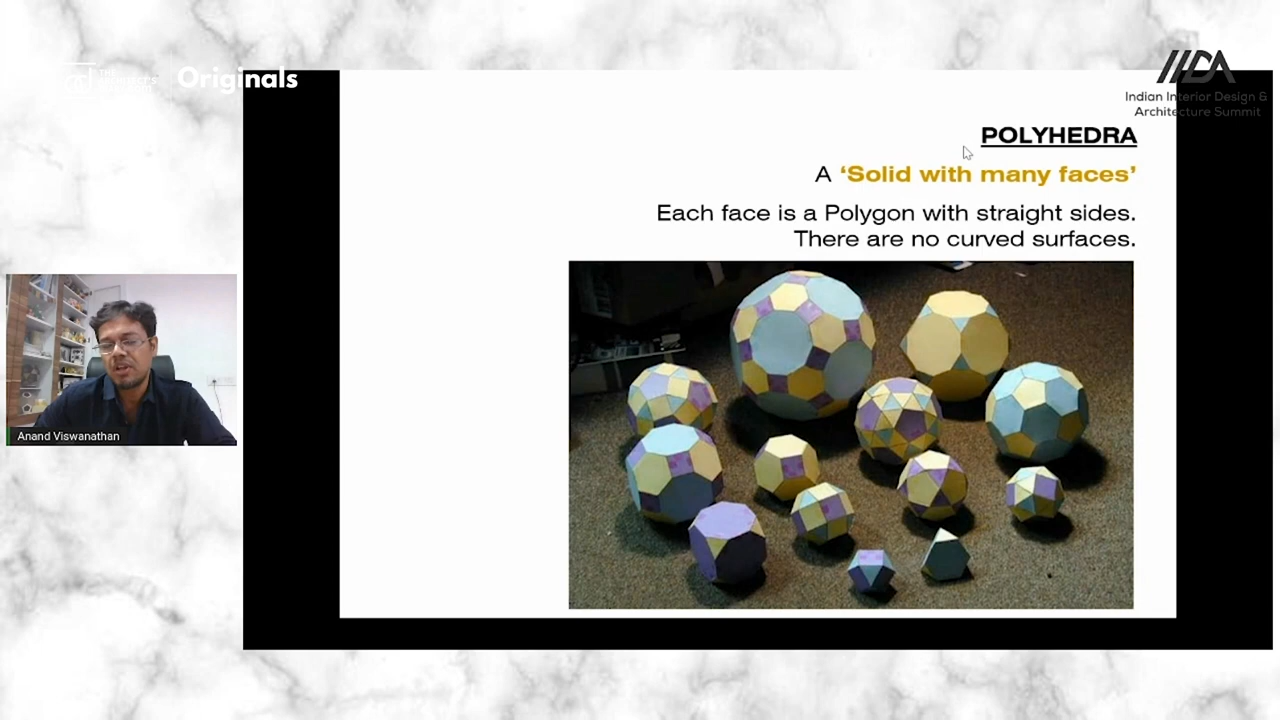 Originals
IIDA
Indian Interior Design &
Architecture Summit
POLYHEDRA
A ‘Solid with many faces’
Each face is a Polygon with straight sides.
There are no curved surfaces.
Anand Viswanathan